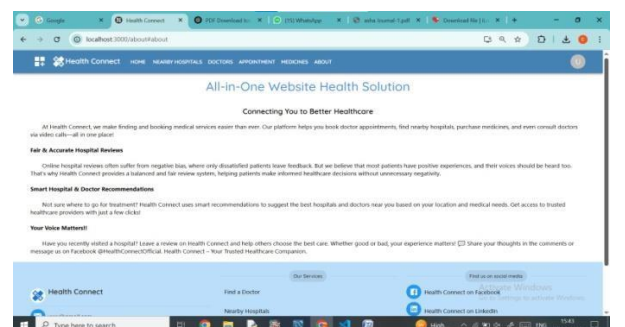 Google
Health Connect
PDF Download
(15) WhatsApp
Download file
localhost:3000/about#about
Health Connect HOME NEARBY HOSPITALS DOCTORS APPOINTMENT MEDICINES ABOUT
U
All-in-One Website Health Solution
Connecting You to Better Healthcare
At Health Connect, we make finding and booking medical services easier than ever. Our platform helps you book doctor appointments, find nearby hospitals, purchase medicines, and even consult doctors
via video calls—all in one place!
Fair & Accurate Hospital Reviews
Online hospital reviews often suffer from negative bias, where only dissatisfied patients leave feedback. But we believe that most patients have positive experiences, and their voices should be heard too.
That's why Health Connect provides a balanced and fair review system, helping patients make informed healthcare decisions without unnecessary negativity.
Smart Hospital & Doctor Recommendations
Not sure where to go for treatment? Health Connect uses smart recommendations to suggest the best hospitals and doctors near you based on your location and medical needs. Get access to trusted
healthcare providers with just a few clicks!
Your Voice Matters!!
Have you recently visited a hospital? Leave a review on Health Connect and help others choose the best care. Whether good or bad, your experience matters! Share your thoughts in the comments or
message us on Facebook @HealthConnectOfficial. Health Connect – Your Trusted Healthcare Companion.
Our Services
Find us on social media
Health Connect
Find a Doctor
Health Connect on Facebook
Activate Windows
Go to Settings to activate Windows.
Nearby Hospitals
Health Connect on LinkedIn
Type here to search
High
ENG
15:43